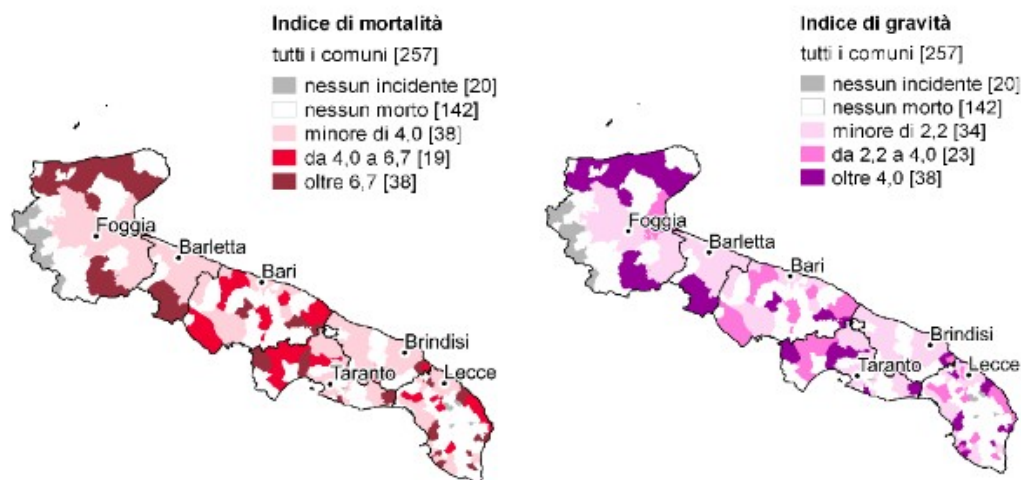 Indice di mortalità
tutti i comuni [257]
nessun incidente [20]
nessun morto [142]
minore di 4,0 [38]
da 4,0 a 6,7 [19]
oltre 6,7 [38]
Foggia
Barletta
Bari
Brindisi
Taranto
Lecce
Indice di gravità
tutti i comuni [257]
nessun incidente [20]
nessun morto [142]
minore di 2,2 [34]
da 2,2 a 4,0 [23]
oltre 4,0 [38]
Foggia
Barletta
Bari
Brindisi
Taranto
Lecce